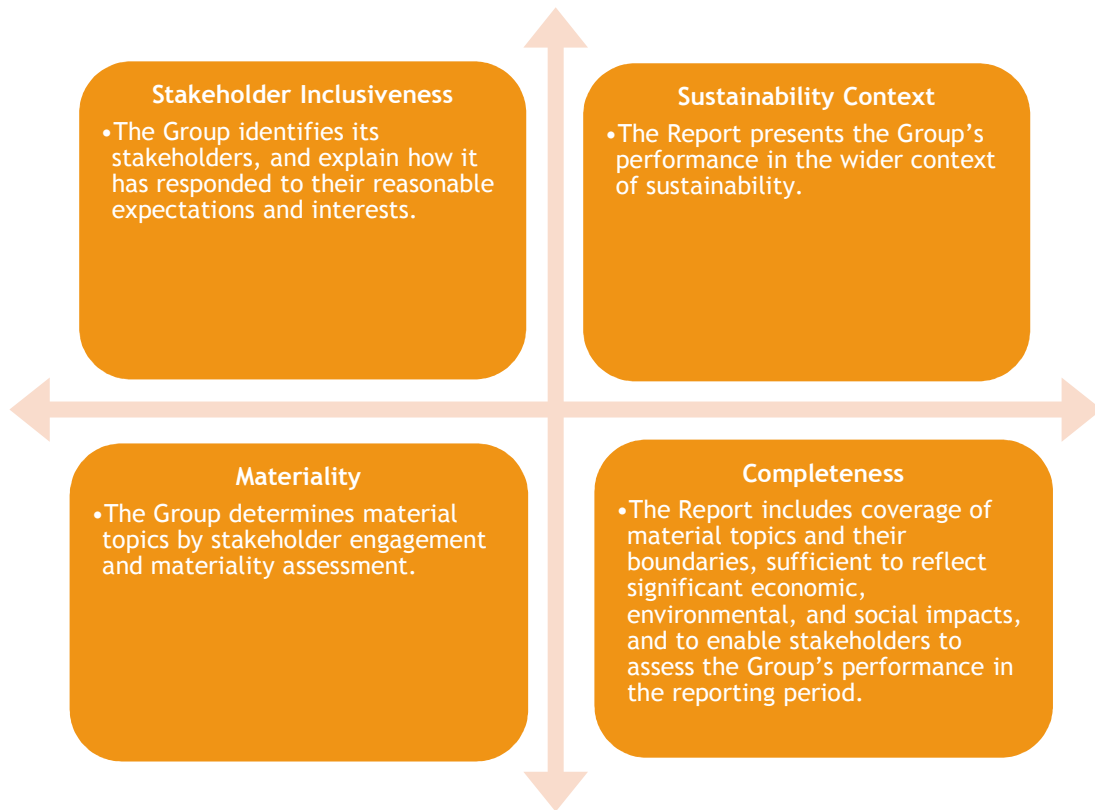 Stakeholder Inclusiveness
•The Group identifies its
stakeholders, and explain how it
has responded to their reasonable
expectations and interests.
Sustainability Context
•The Report presents the Group’s
performance in the wider context
of sustainability.
Materiality
•The Group determines material
topics by stakeholder engagement
and materiality assessment.
Completeness
•The Report includes coverage of
material topics and their
boundaries, sufficient to reflect
significant economic,
environmental, and social impacts,
and to enable stakeholders to
assess the Group’s performance in
the reporting period.